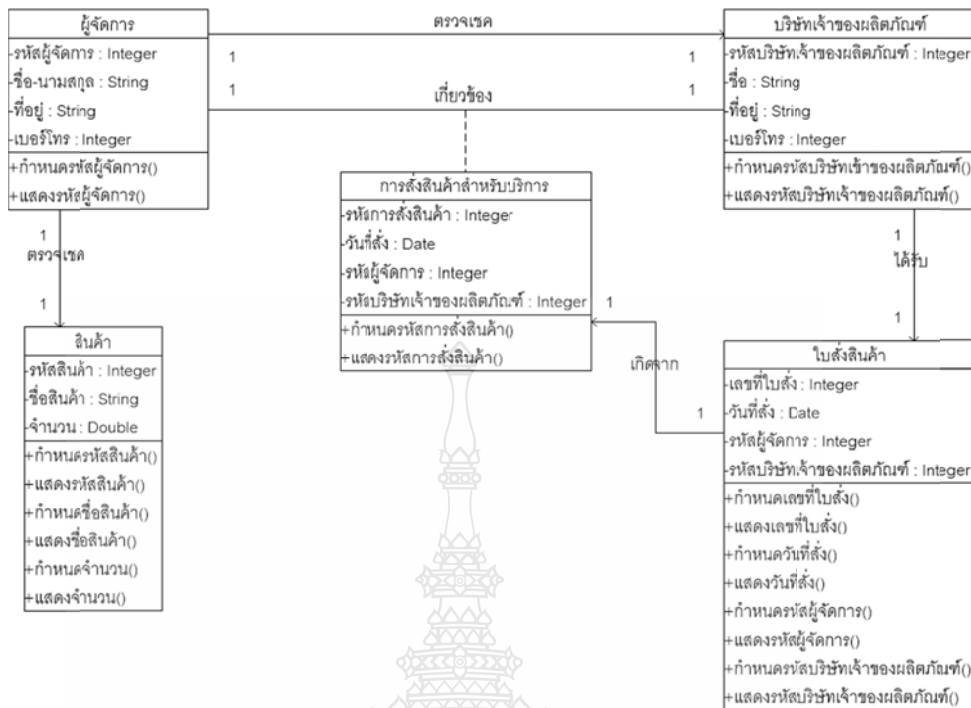 ผู้จัดการ
-รหัสผู้จัดการ : Integer
-ชื่อ-นามสกุล : String
-ที่อยู่ : String
-เบอร์โทร : Integer
+กำหนดรหัสผู้จัดการ()
+แสดงรหัสผู้จัดการ()
ตรวจเชค
1
1
1
เกี่ยวข้อง
1
บริษัทเจ้าของผลิตภัณฑ์
-รหัสบริษัทเจ้าของผลิตภัณฑ์ : Integer
-ชื่อ : String
-ที่อยู่ : String
-เบอร์โทร : Integer
+กำหนดรหัสบริษัทเจ้าของผลิตภัณฑ์()
+แสดงรหัสบริษัทเจ้าของผลิตภัณฑ์()
การสั่งสินค้าสำหรับบริการ
-รหัสการสั่งสินค้า : Integer
-วันที่สั่ง : Date
-รหัสผู้จัดการ : Integer
-รหัสบริษัทเจ้าของผลิตภัณฑ์ : Integer
+กำหนดรหัสการสั่งสินค้า()
+แสดงรหัสการสั่งสินค้า()
1
ตรวจเชค
1
1
ได้รับ
1
1
เกิดจาก
1
สินค้า
-รหัสสินค้า : Integer
-ชื่อสินค้า : String
-จำนวน : Double
+กำหนดรหัสสินค้า()
+แสดงรหัสสินค้า()
+กำหนดชื่อสินค้า()
+แสดงชื่อสินค้า()
+กำหนดจำนวน()
+แสดงจำนวน()
ใบสั่งสินค้า
-เลขที่ใบสั่ง : Integer
-วันที่สั่ง : Date
-รหัสผู้จัดการ : Integer
-รหัสบริษัทเจ้าของผลิตภัณฑ์ : Integer
+กำหนดเลขที่ใบสั่ง()
+แสดงเลขที่ใบสั่ง()
+กำหนดวันที่สั่ง()
+แสดงวันที่สั่ง()
+กำหนดรหัสผู้จัดการ()
+แสดงรหัสผู้จัดการ()
+กำหนดรหัสบริษัทเจ้าของผลิตภัณฑ์()
+แสดงรหัสบริษัทเจ้าของผลิตภัณฑ์()